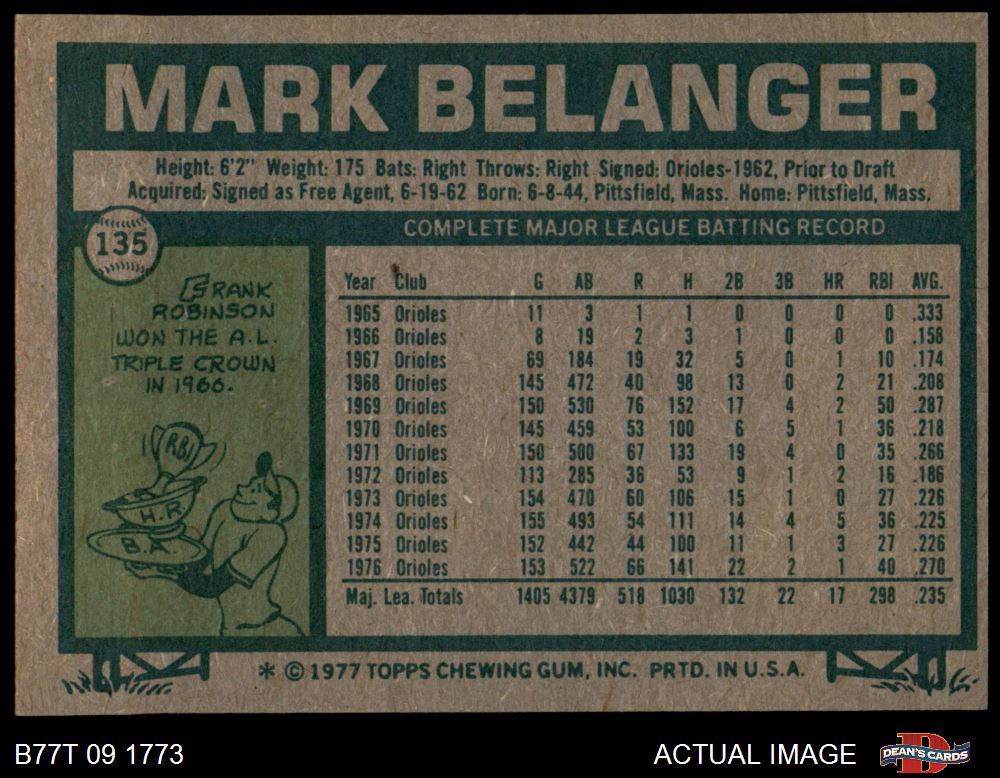 MARK BELANGER
Height: 6'2" Weight: 175 Bats: Right Throws: Right Signed: Orioles-1962, Prior to Draft
Acquired: Signed as Free Agent, 6-19-62 Born: 6-8-44, Pittsfield, Mass. Home: Pittsfield, Mass.
135
FRANK
ROBINSON
WON THE A.L.
TRIPLE CROWN
IN 1966.
RBI
H.R.
B.A.
COMPLETE MAJOR LEAGUE BATTING RECORD
Year Club G AB R H 2B 3B HR RBI AVG.
1965 Orioles 11 3 1 1 0 0 0 0 .333
1966 Orioles 8 19 2 3 1 0 0 0 .158
1967 Orioles 69 184 19 32 5 0 1 10 .174
1968 Orioles 145 472 40 98 13 0 2 21 .208
1969 Orioles 150 530 76 152 17 4 2 50 .287
1970 Orioles 145 459 53 100 6 5 1 36 .218
1971 Orioles 150 500 67 133 19 4 0 35 .266
1972 Orioles 113 285 36 53 9 1 2 16 .186
1973 Orioles 154 470 60 106 15 1 0 27 .226
1974 Orioles 155 493 54 111 14 4 5 36 .225
1975 Orioles 152 442 44 100 11 1 3 27 .226
1976 Orioles 153 522 66 141 22 2 1 40 .270
Maj. Lea. Totals 1405 4379 518 1030 132 22 17 298 .235
* © 1977 TOPPS CHEWING GUM, INC. PRTD. IN U.S.A.
B77T 09 1773
ACTUAL IMAGE
DEAN'S CARDS